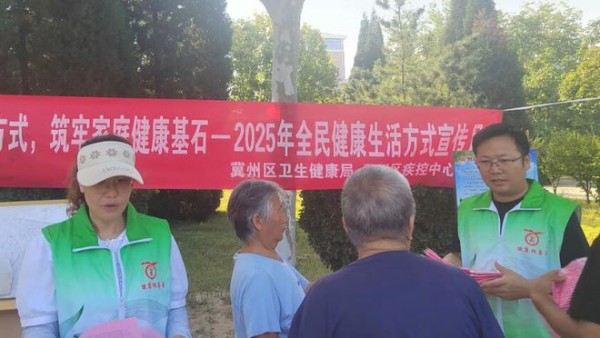 方式，筑牢家庭健康基石—2025年全民健康生活方式宣传
冀州区卫生健康局
区疾控中心